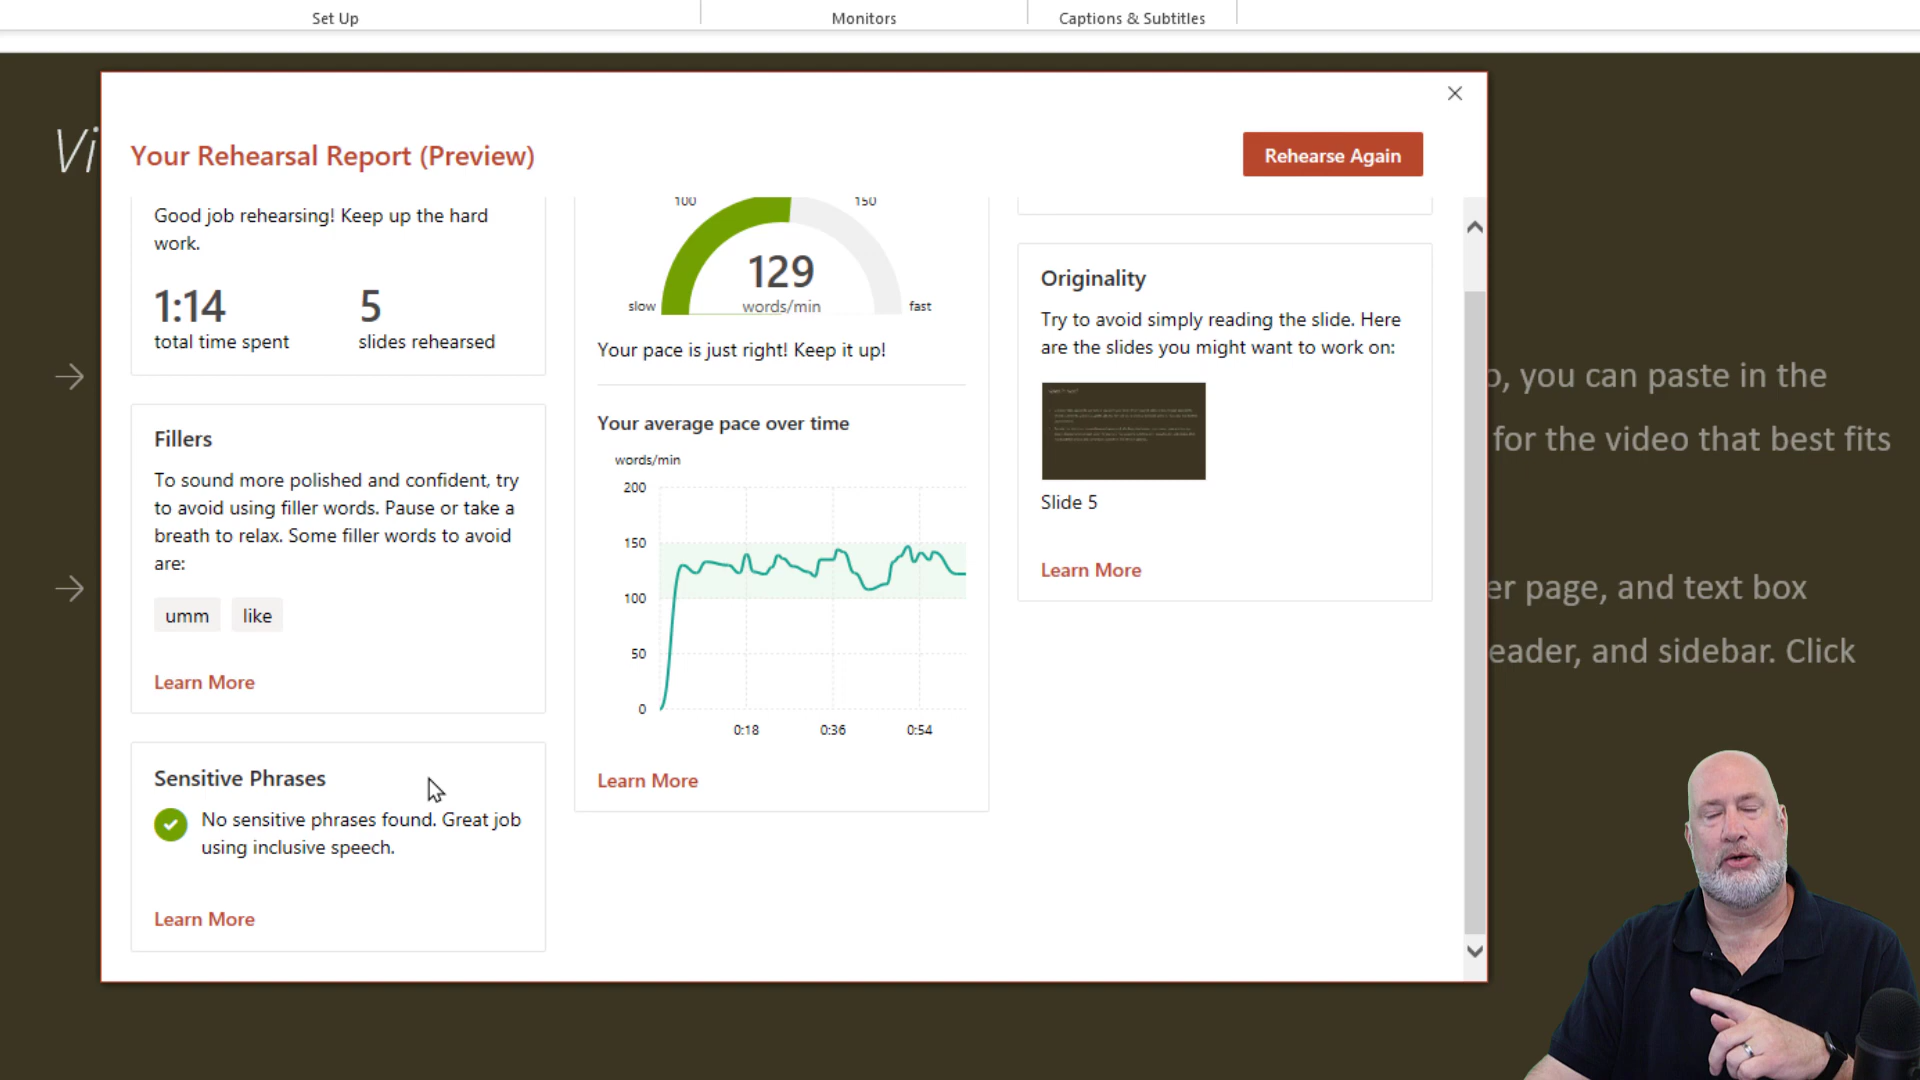 Set Up
Monitors
Captions & Subtitles
Vi
Your Rehearsal Report (Preview)
Rehearse Again
Good job rehearsing! Keep up the hard
work.
1:14
total time spent
5
slides rehearsed
Fillers
To sound more polished and confident, try
to avoid using filler words. Pause or take a
breath to relax. Some filler words to avoid
are:
umm
like
Learn More
Sensitive Phrases
No sensitive phrases found. Great job
using inclusive speech.
Learn More
100
150
129
words/min
slow
fast
Your pace is just right! Keep it up!
Your average pace over time
words/min
200
150
100
50
0
0:18
0:36
0:54
Learn More
Originality
Try to avoid simply reading the slide. Here
are the slides you might want to work on:
Slide 5
Learn More
o, you can paste in the
for the video that best fits
er page, and text box
eader, and sidebar. Click